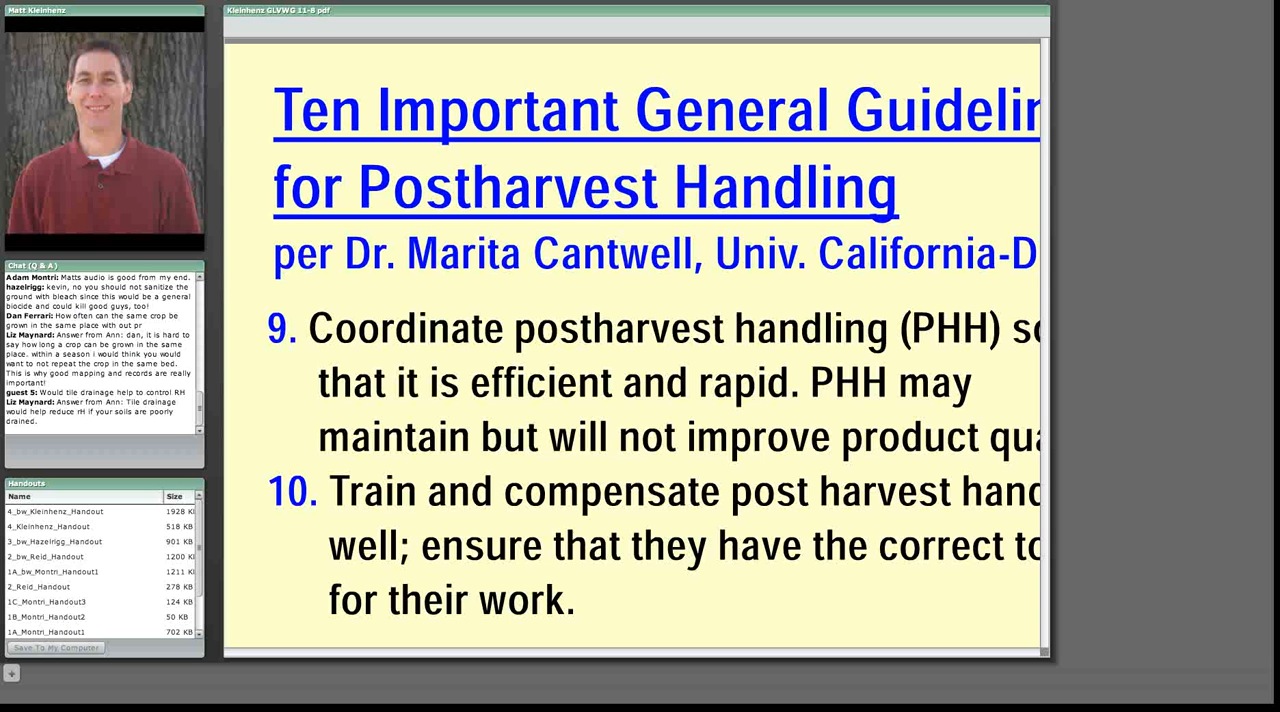 Matt Kleinhenz
Chat (Q & A)
Adam Montri: Matts audio is good from my end.
hazelrigg: kevin, no you should not sanitize the
ground with bleach since this would be a general
biocide and could kill good guys, too!
Dan Ferrari: How often can the same crop be
grown in the same place with out pr
Liz Maynard: Answer from Ann: dan, it is hard to
say how long a crop can be grown in the same
place. within a season i would think you would
want to not repeat the crop in the same bed.
This is why good mapping and records are really
important!
guest 5: Would tile drainage help to control RH
Liz Maynard: Answer from Ann: Tile drainage
would help reduce rH if your soils are poorly
drained.
Handouts
Name Size
4_bw_Kleinhenz_Handout 1928 K
4_Kleinhenz_Handout 518 KB
3_bw_Hazelrigg_Handout 901 KB
2_bw_Reid_Handout 1200 K
1A_bw_Montri_Handout1 1211 K
2_Reid_Handout 278 KB
1C_Montri_Handout3 124 KB
1B_Montri_Handout2 50 KB
1A_Montri_Handout1 702 KB
Save To My Computer
Kleinhenz GLVWG 11-8 pdf
Ten Important General Guidelin
for Postharvest Handling
per Dr. Marita Cantwell, Univ. California-D
9. Coordinate postharvest handling (PHH) so
that it is efficient and rapid. PHH may
maintain but will not improve product qua
10. Train and compensate post harvest hand
well; ensure that they have the correct to
for their work.